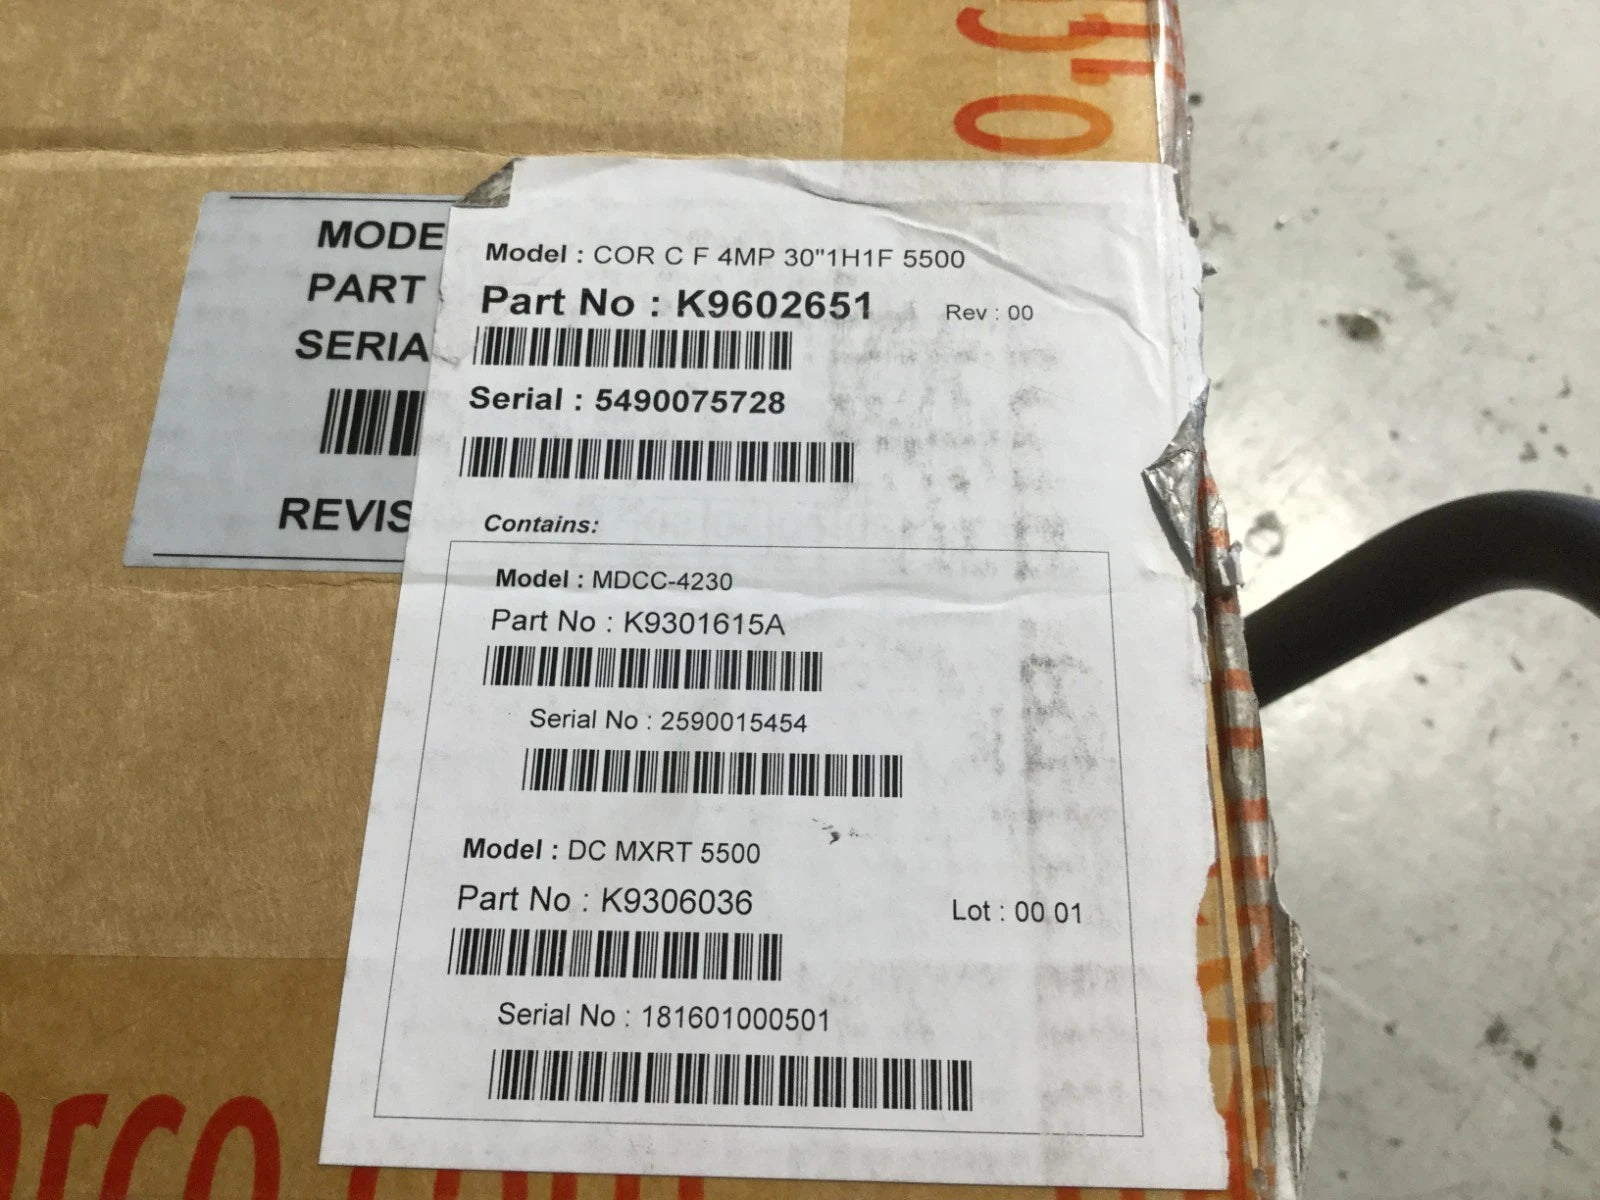 MODE
PART
SERIA
REVIS
Model : COR C F 4MP 30"1H1F 5500
Part No : K9602651 Rev : 00
Serial : 5490075728
Contains:
Model : MDCC-4230
Part No : K9301615A
Serial No : 2590015454
Model : DC MXRT 5500
Part No : K9306036 Lot : 00 01
Serial No : 181601000501
arco.com